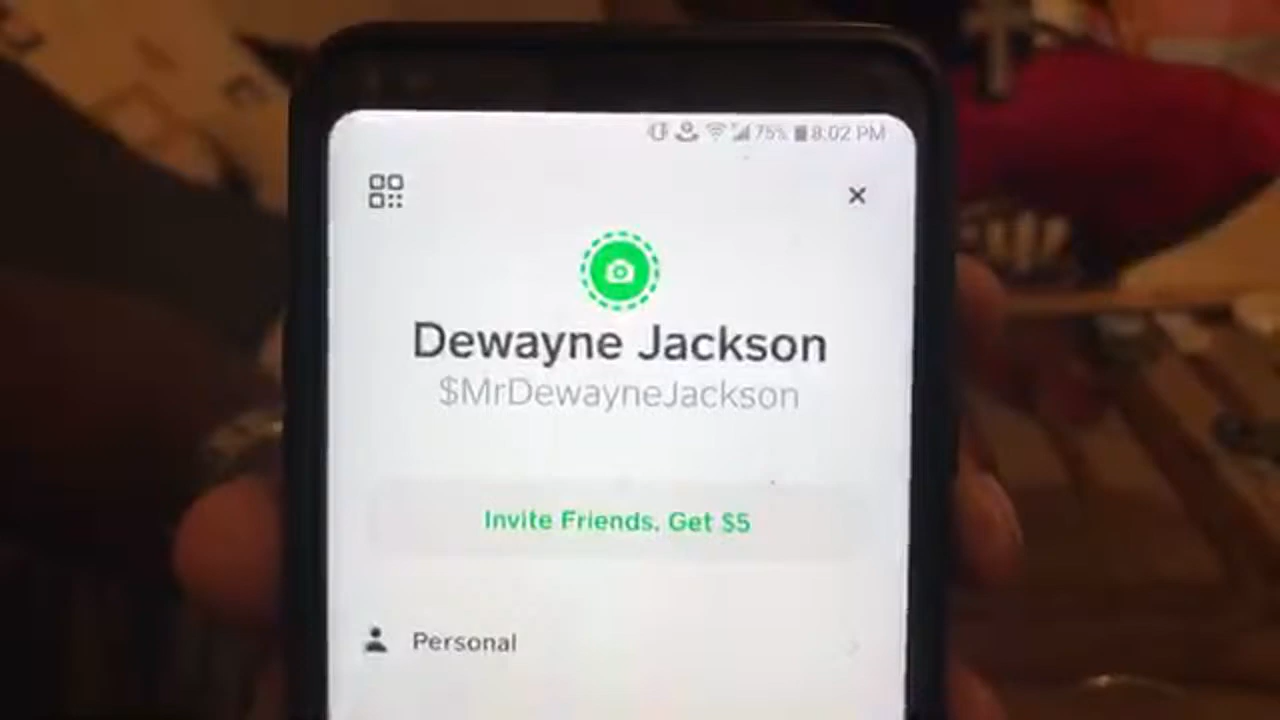 75% 8:02 PM
Dewayne Jackson
$MrDewayneJackson
Invite Friends. Get $5
Personal